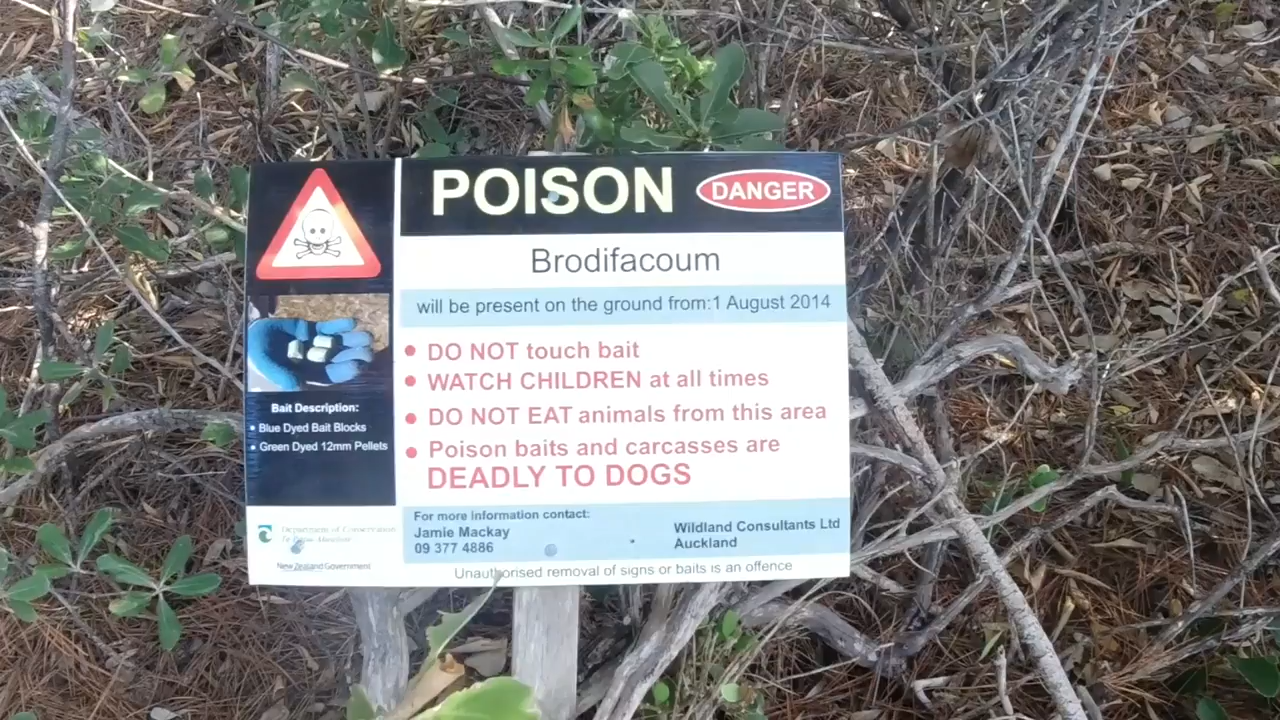 POISON DANGER
Brodifacoum
will be present on the ground from:1 August 2014
• DO NOT touch bait
• WATCH CHILDREN at all times
• DO NOT EAT animals from this area
• Poison baits and carcasses are
DEADLY TO DOGS
Bait Description:
• Blue Dyed Bait Blocks
• Green Dyed 12mm Pellets
Department of Conservation
Te Papa Atawhai
New Zealand Government
For more information contact:
Jamie Mackay
09 377 4886
Wildland Consultants Ltd
Auckland
Unauthorised removal of signs or baits is an offence